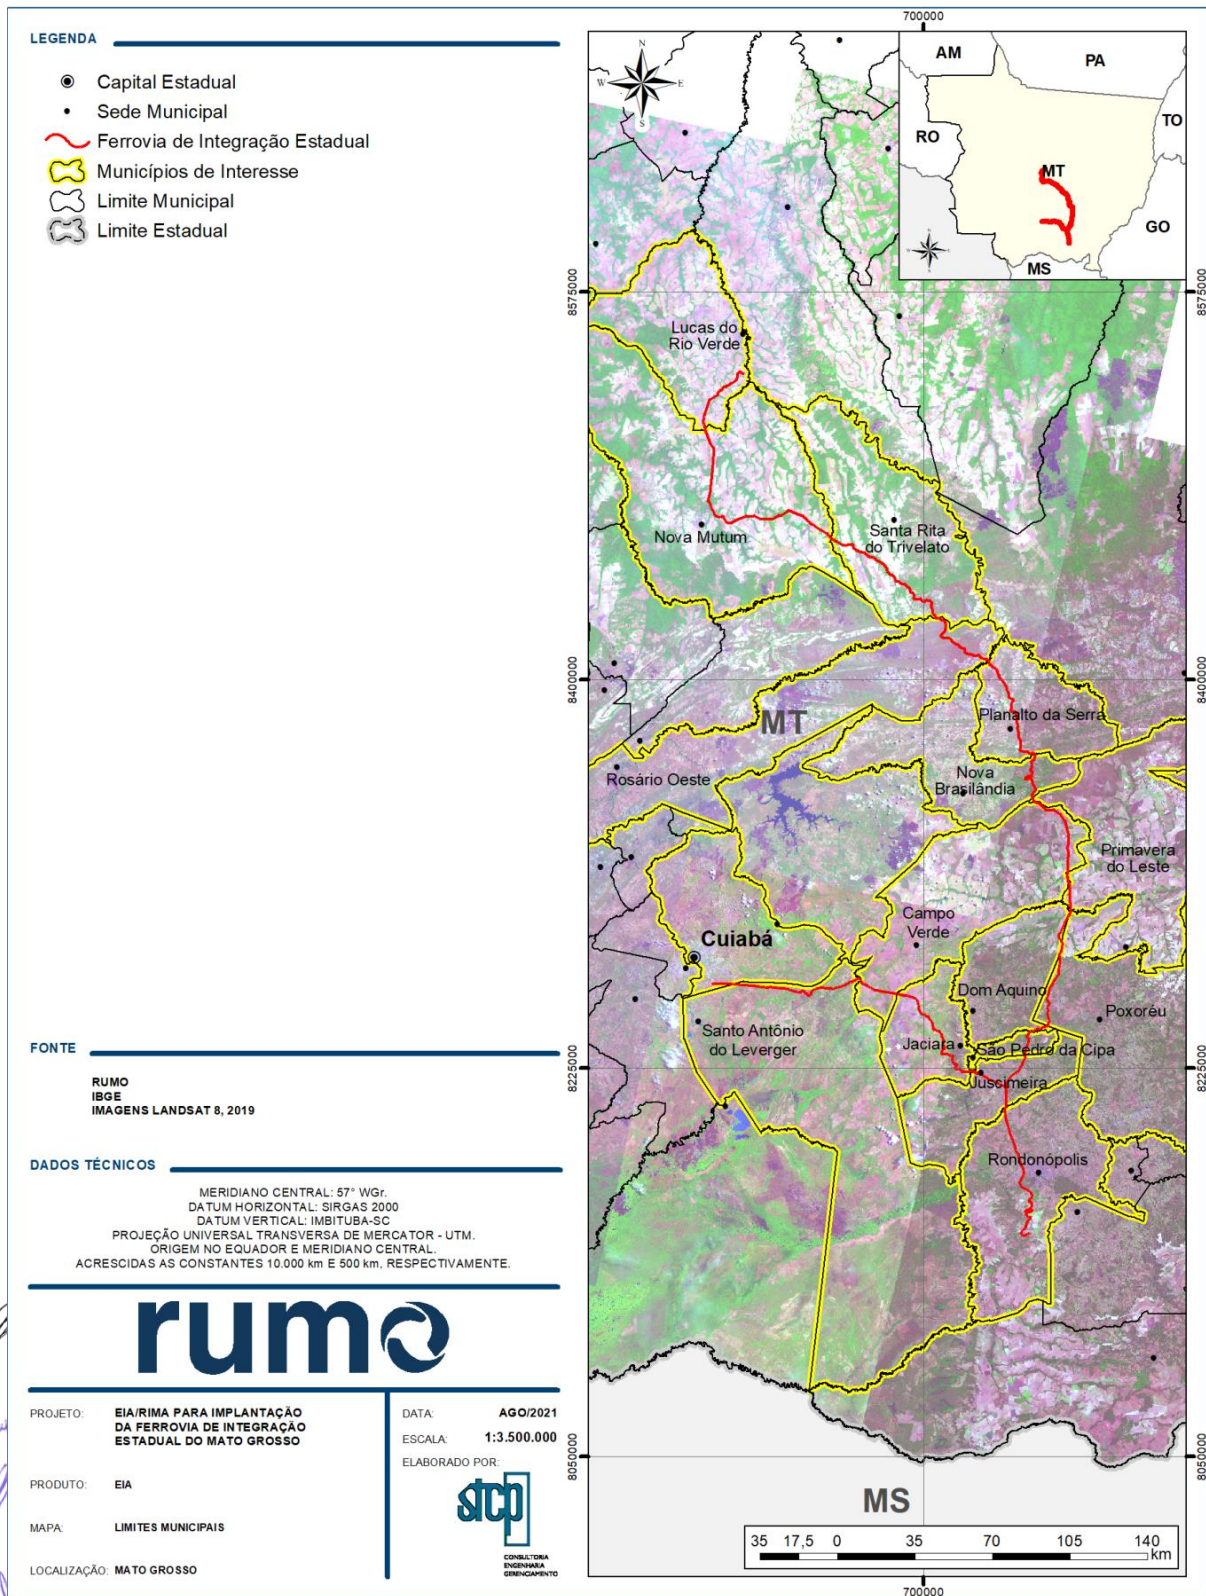 LEGENDA
Capital Estadual
Sede Municipal
Ferrovia de Integração Estadual
Municípios de Interesse
Limite Municipal
Limite Estadual
FONTE
RUMO
IBGE
IMAGENS LANDSAT 8, 2019
DADOS TÉCNICOS
MERIDIANO CENTRAL: 57° WGr.
DATUM HORIZONTAL: SIRGAS 2000
DATUM VERTICAL: IMBITUBA-SC
PROJEÇÃO UNIVERSAL TRANSVERSA DE MERCATOR - UTM.
ORIGEM NO EQUADOR E MERIDIANO CENTRAL.
ACRESCIDAS AS CONSTANTES 10.000 km E 500 km, RESPECTIVAMENTE.
rumo
PROJETO: EIA/RIMA PARA IMPLANTAÇÃO
DA FERROVIA DE INTEGRAÇÃO
ESTADUAL DO MATO GROSSO
PRODUTO: EIA
MAPA: LIMITES MUNICIPAIS
LOCALIZAÇÃO: MATO GROSSO
DATA: AGO/2021
ESCALA: 1:3.500.000
ELABORADO POR:
stcp
CONSULTORIA
ENGENHARIA
GERENCIAMENTO
700000
N
W E
S
AM
PA
RO
TO
MT
GO
MS
8575000
8575000
Lucas do
Rio Verde
Nova Mutum
Santa Rita
do Trivelato
8400000
8400000
MT
Planalto da Serra
Rosário Oeste
Nova
Brasilândia
Primavera
do Leste
Campo
Verde
Cuiabá
Dom Aquino
Poxoréu
Santo Antônio
do Leverger
Jaciara
São Pedro da Cipa
8225000
8225000
Juscimeira
Rondonópolis
8050000
8050000
MS
35 17,5 0 35 70 105 140
km
700000